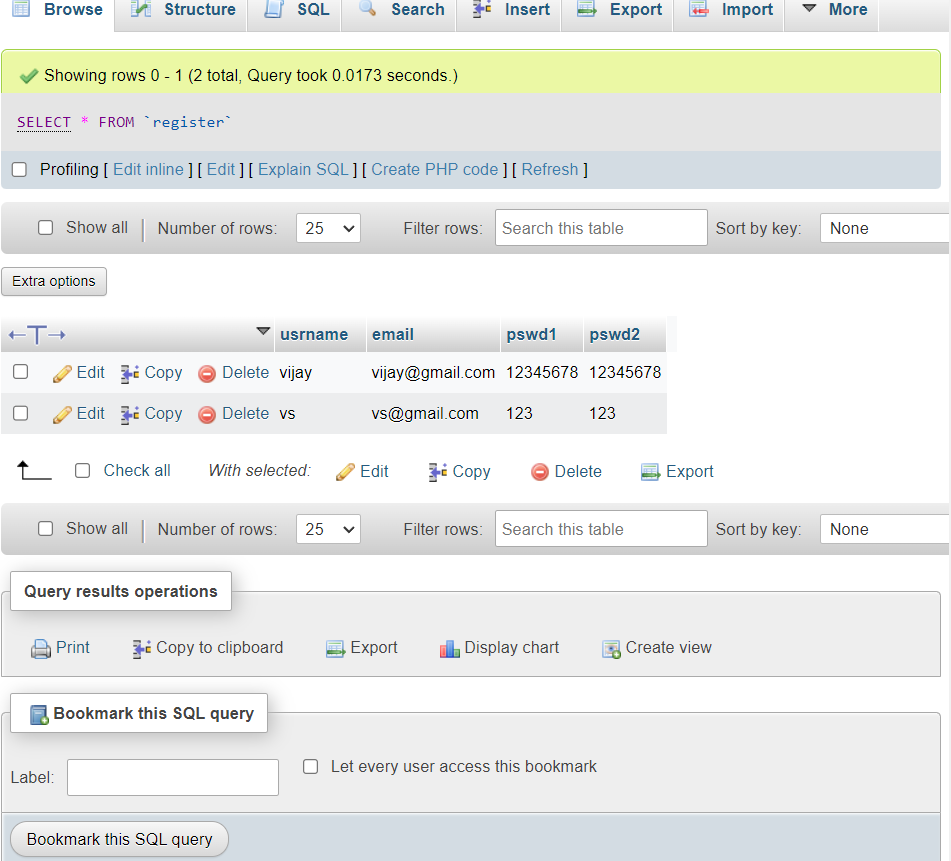 Browse Structure SQL Search Insert Export Import More
Showing rows 0 - 1 (2 total, Query took 0.0173 seconds.)
SELECT * FROM `register`
Profiling [ Edit inline ] [ Edit ] [ Explain SQL ] [ Create PHP code ] [ Refresh ]
Show all Number of rows: 25 Filter rows: Search this table Sort by key: None
Extra options
usrname email pswd1 pswd2
Edit Copy Delete vijay vijay@gmail.com 12345678 12345678
Edit Copy Delete vs vs@gmail.com 123 123
Check all With selected: Edit Copy Delete Export
Show all Number of rows: 25 Filter rows: Search this table Sort by key: None
Query results operations
Print Copy to clipboard Export Display chart Create view
Bookmark this SQL query
Label: Let every user access this bookmark
Bookmark this SQL query